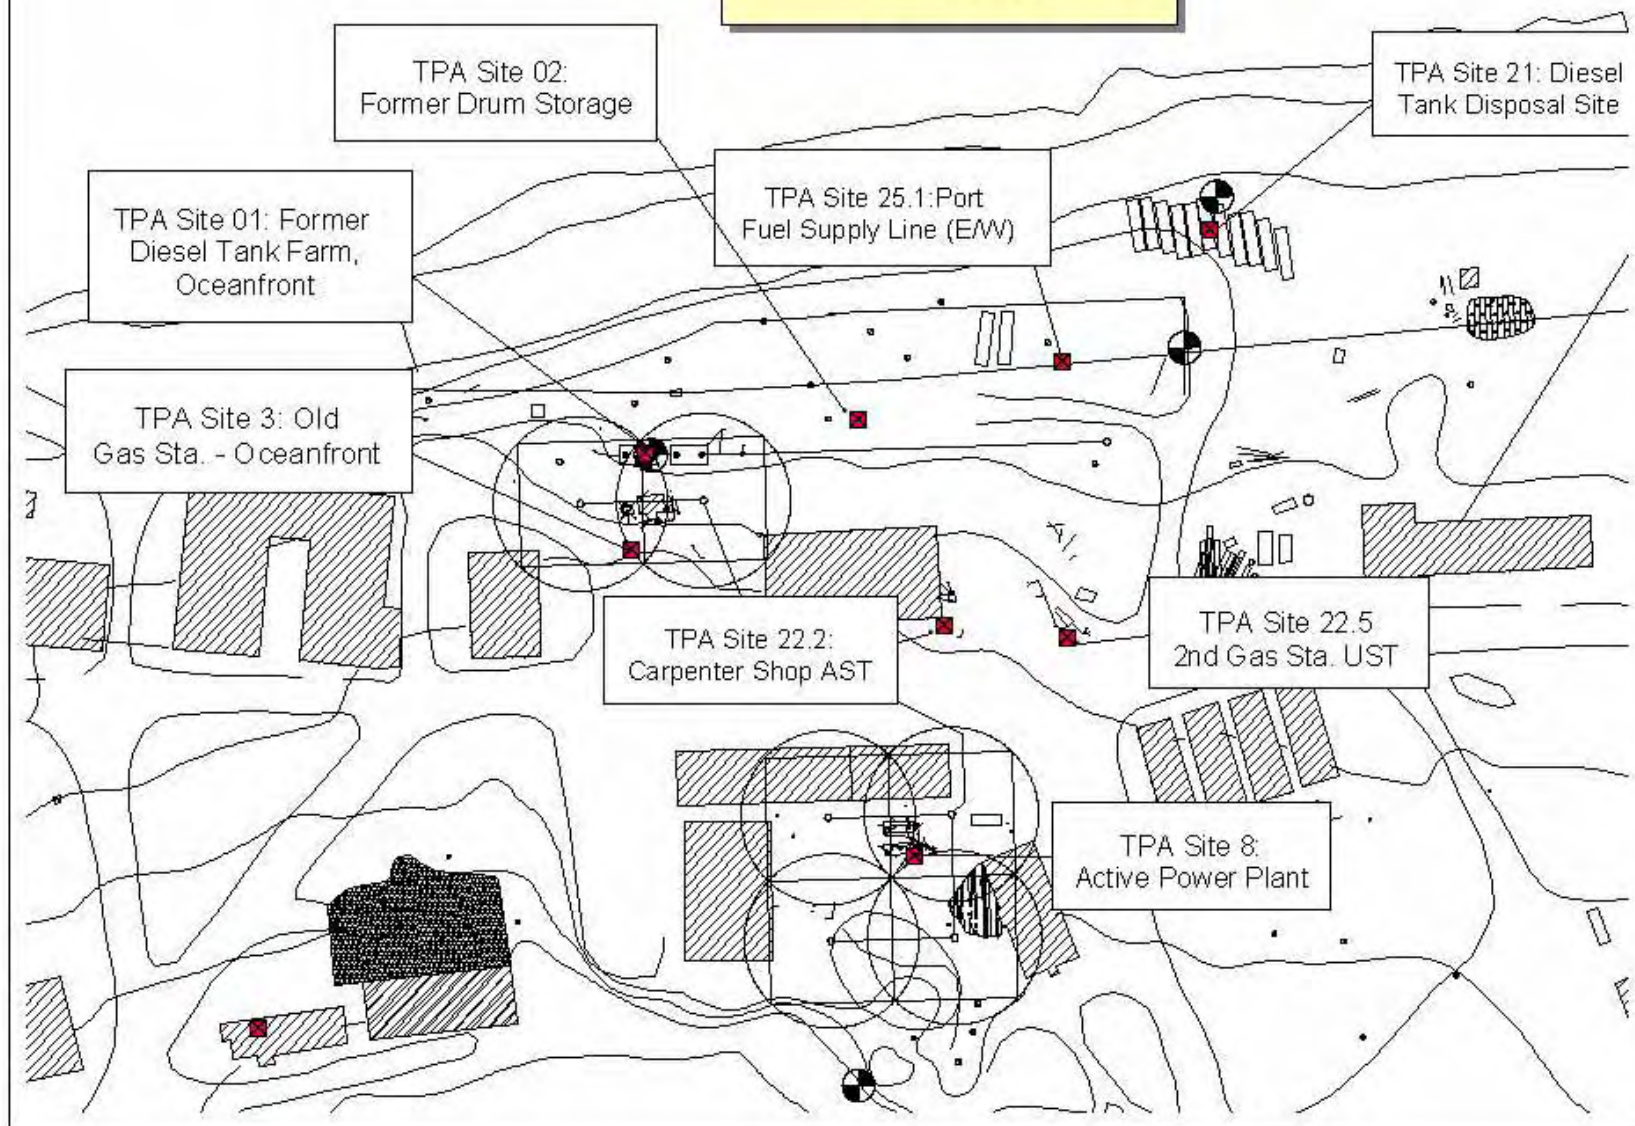 TPA Site 02:
Former Drum Storage
TPA Site 21: Diesel
Tank Disposal Site
TPA Site 25.1:Port
Fuel Supply Line (E/W)
TPA Site 01: Former
Diesel Tank Farm,
Oceanfront
TPA Site 3: Old
Gas Sta. - Oceanfront
TPA Site 22.2:
Carpenter Shop AST
TPA Site 22.5
2nd Gas Sta. UST
TPA Site 8:
Active Power Plant